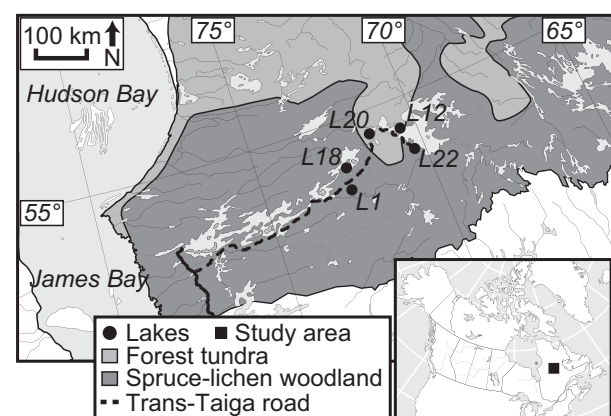 100 km
N
75°
70°
65°
Hudson Bay
L20
L12
L18
L22
L1
55°
James Bay
Lakes
Study area
Forest tundra
Spruce-lichen woodland
Trans-Taiga road